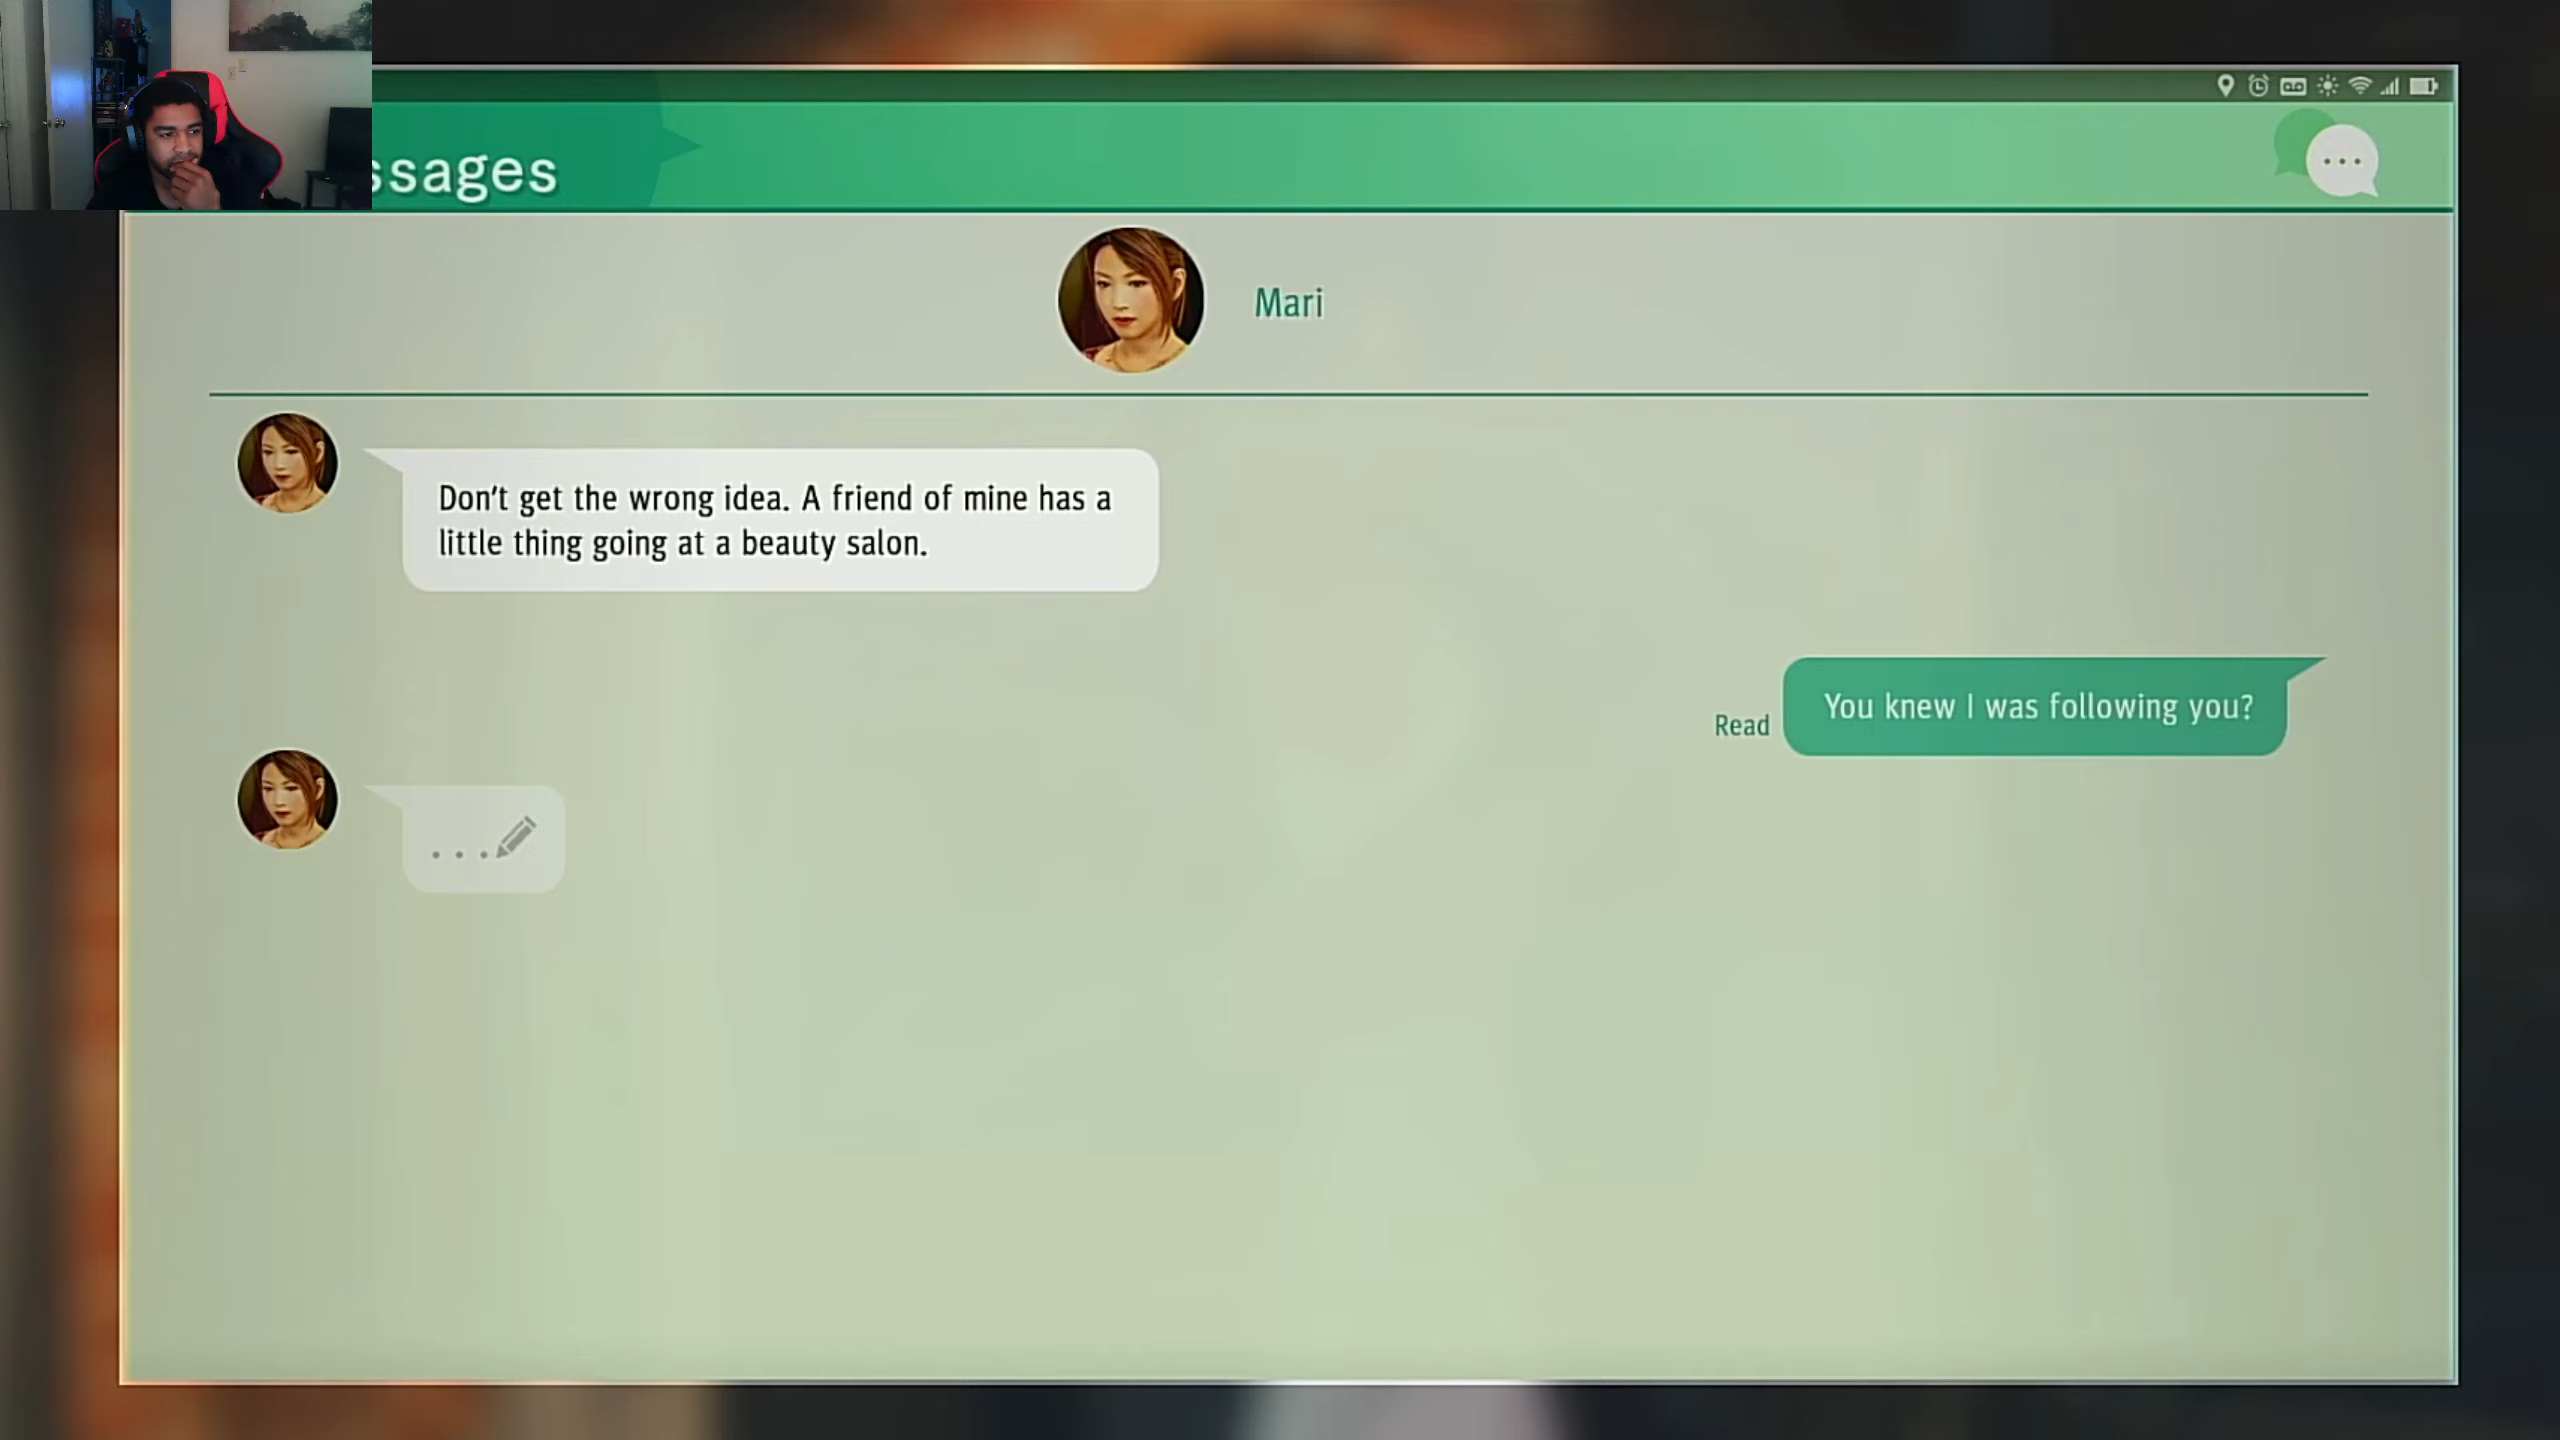 ssages
Mari
Don't get the wrong idea. A friend of mine has a
little thing going at a beauty salon.
You knew I was following you?
Read